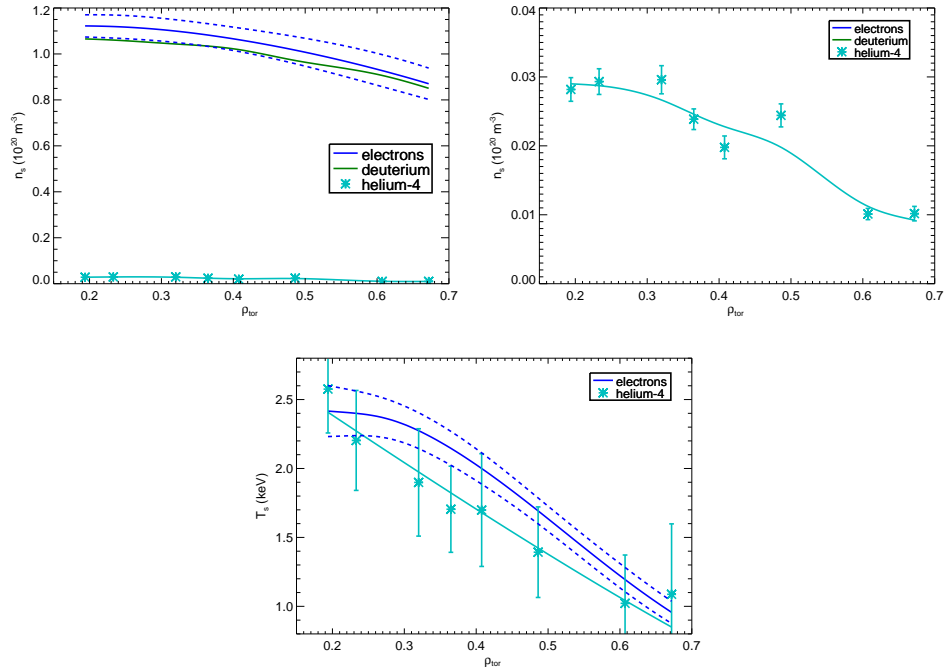 1.2
1.0
0.8
0.6
0.4
0.2
0.0
n_s (10^20 m^-3)
electrons
deuterium
helium-4
0.2 0.3 0.4 0.5 0.6 0.7
ρ_tor
0.04
0.03
0.02
0.01
0.00
n_s (10^20 m^-3)
electrons
deuterium
helium-4
0.2 0.3 0.4 0.5 0.6 0.7
ρ_tor
2.5
2.0
1.5
1.0
T_s (keV)
electrons
helium-4
0.2 0.3 0.4 0.5 0.6 0.7
ρ_tor